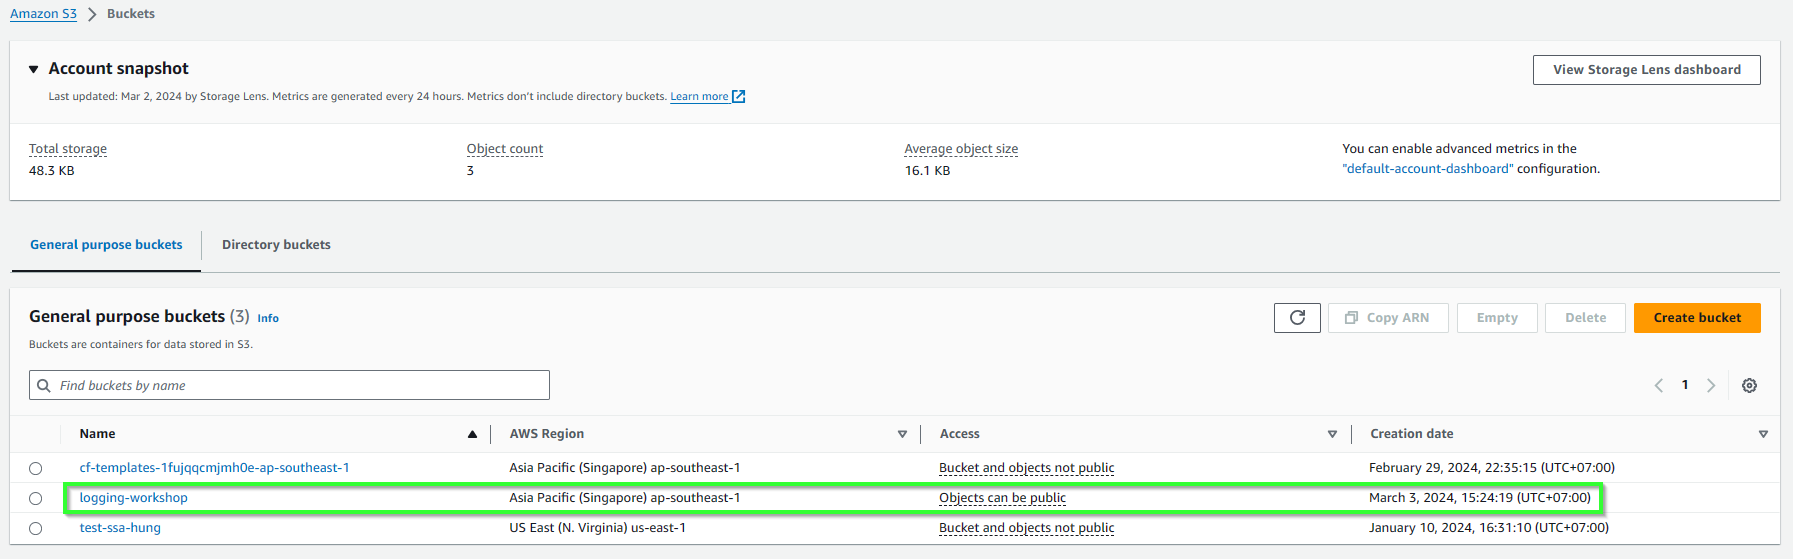 Amazon S3 > Buckets
Account snapshot
View Storage Lens dashboard
Last updated: Mar 2, 2024 by Storage Lens. Metrics are generated every 24 hours. Metrics don't include directory buckets. Learn more
Total storage Object count Average object size You can enable advanced metrics in the
48.3 KB 3 16.1 KB "default-account-dashboard" configuration.
General purpose buckets Directory buckets
General purpose buckets (3) Info
Copy ARN Empty Delete Create bucket
Buckets are containers for data stored in S3.
Find buckets by name
1
Name AWS Region Access Creation date
cf-templates-1fujqqcmjmh0e-ap-southeast-1 Asia Pacific (Singapore) ap-southeast-1 Bucket and objects not public February 29, 2024, 22:35:15 (UTC+07:00)
logging-workshop Asia Pacific (Singapore) ap-southeast-1 Objects can be public March 3, 2024, 15:24:19 (UTC+07:00)
test-ssa-hung US East (N. Virginia) us-east-1 Bucket and objects not public January 10, 2024, 16:31:10 (UTC+07:00)